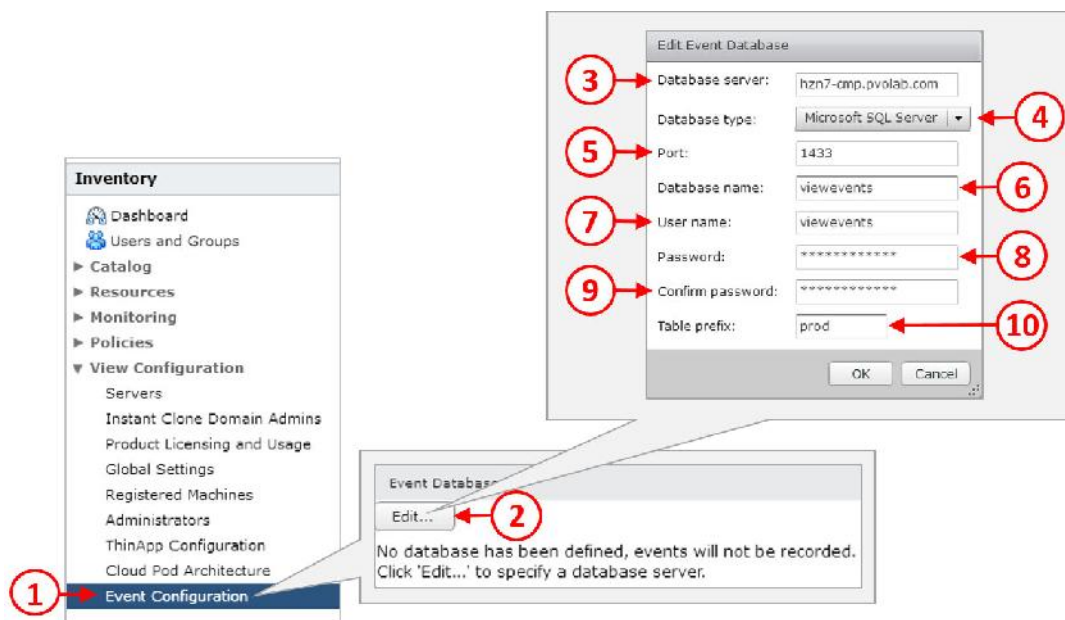 Edit Event Database
3
Database server:
hzn7-cmp.pvolab.com
Database type:
Microsoft SQL Server
4
5
Port:
1433
Database name:
viewevents
6
7
User name:
viewevents
Password:
************
8
9
Confirm password:
************
Table prefix:
prod
10
OK
Cancel
Inventory
Dashboard
Users and Groups
Catalog
Resources
Monitoring
Policies
View Configuration
Servers
Instant Clone Domain Admins
Product Licensing and Usage
Global Settings
Registered Machines
Administrators
ThinApp Configuration
Cloud Pod Architecture
1
Event Configuration
Event Database
Edit...
2
No database has been defined, events will not be recorded.
Click 'Edit...' to specify a database server.